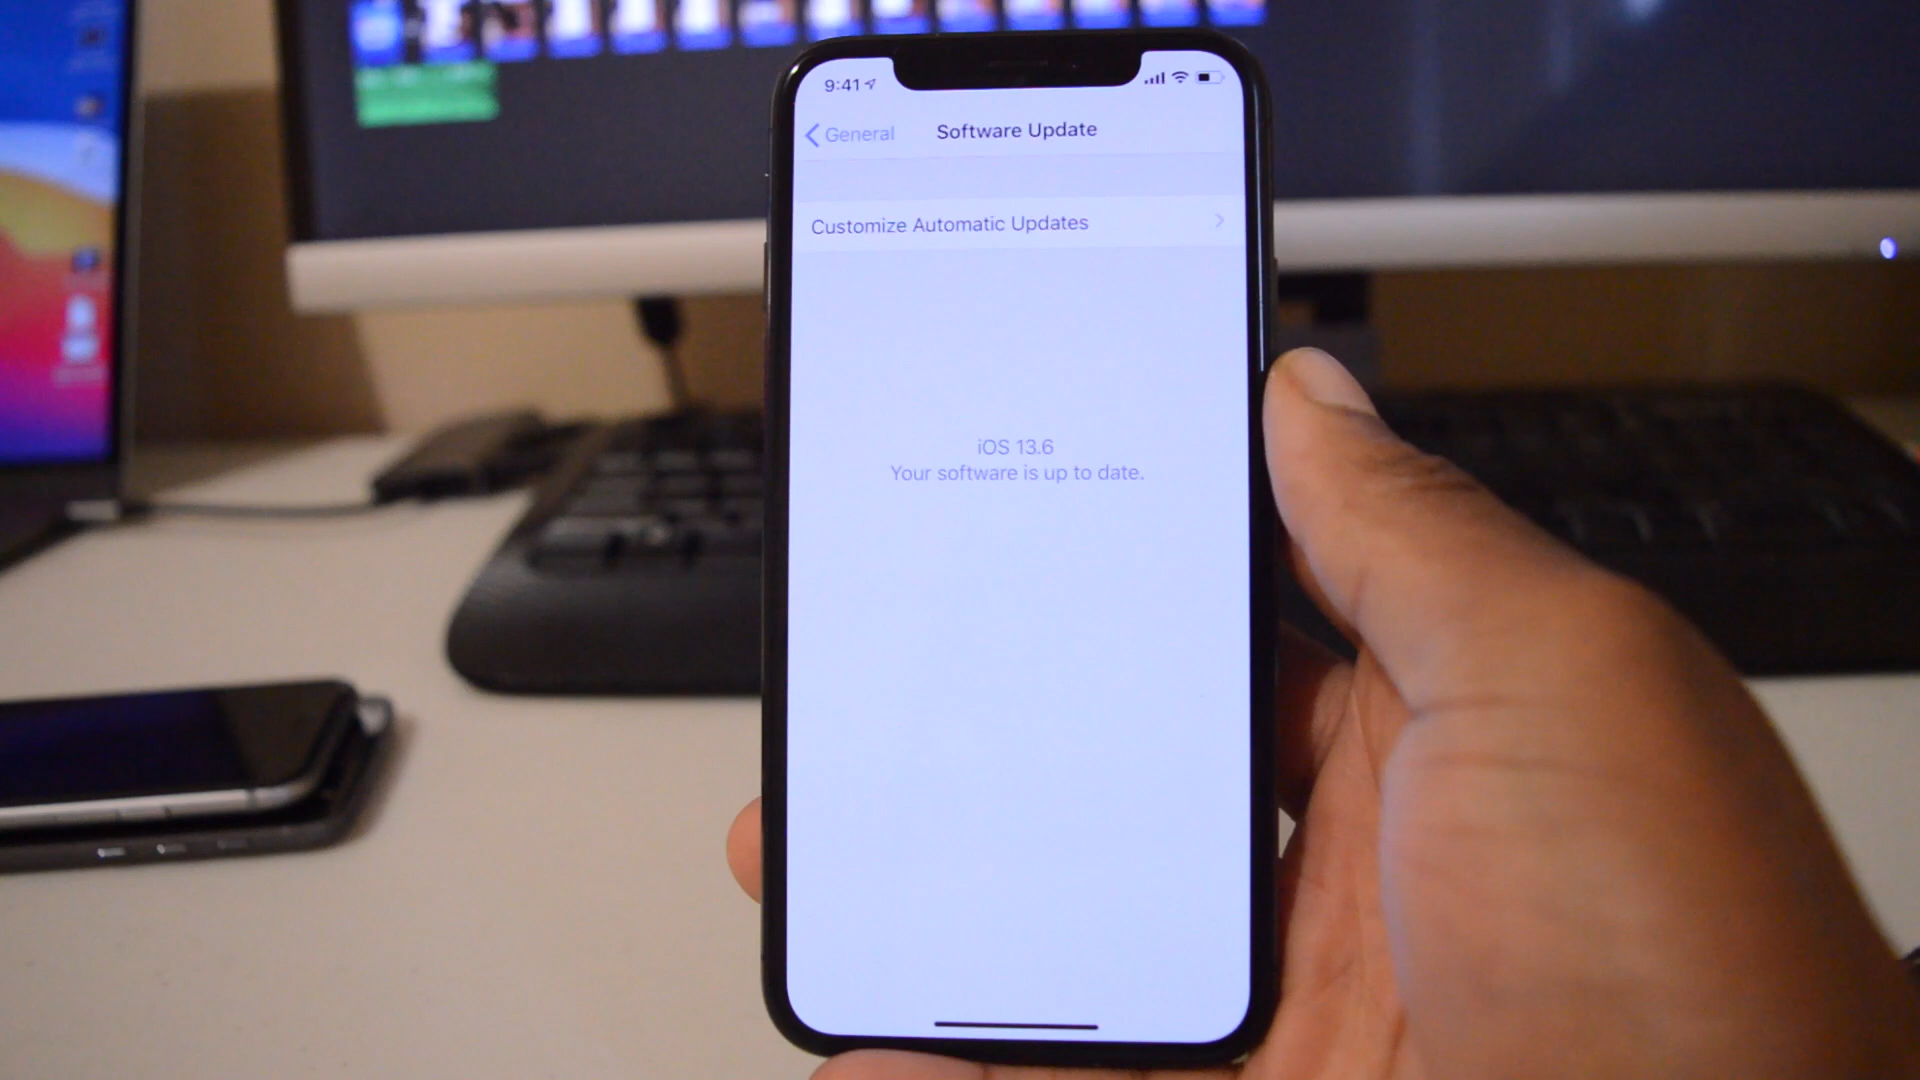 9:41
General
Software Update
Customize Automatic Updates
iOS 13.6
Your software is up to date.